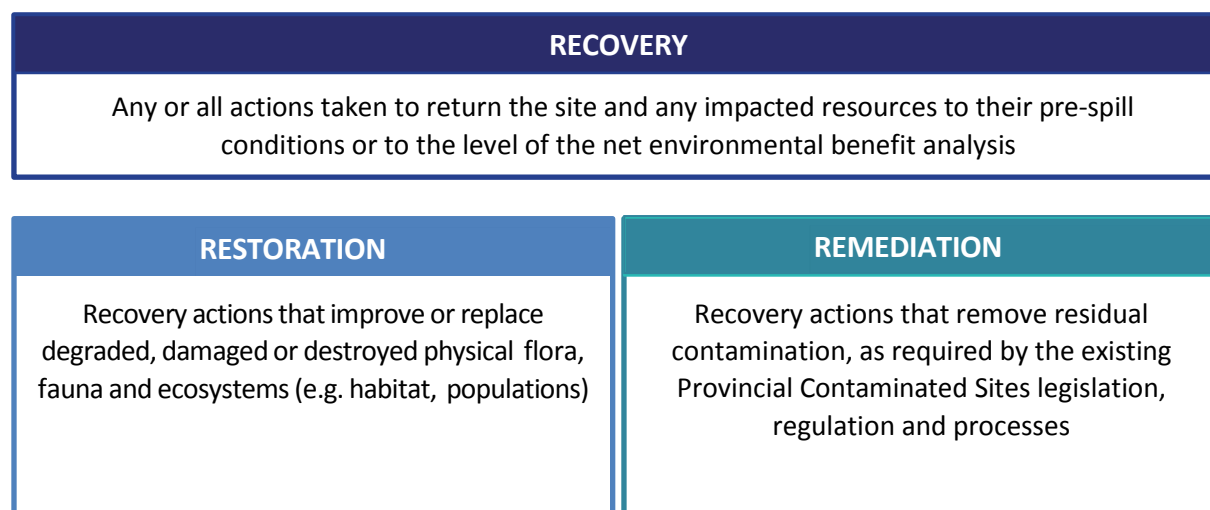 RECOVERY
Any or all actions taken to return the site and any impacted resources to their pre-spill
conditions or to the level of the net environmental benefit analysis
RESTORATION
Recovery actions that improve or replace
degraded, damaged or destroyed physical flora,
fauna and ecosystems (e.g. habitat, populations)
REMEDIATION
Recovery actions that remove residual
contamination, as required by the existing
Provincial Contaminated Sites legislation,
regulation and processes